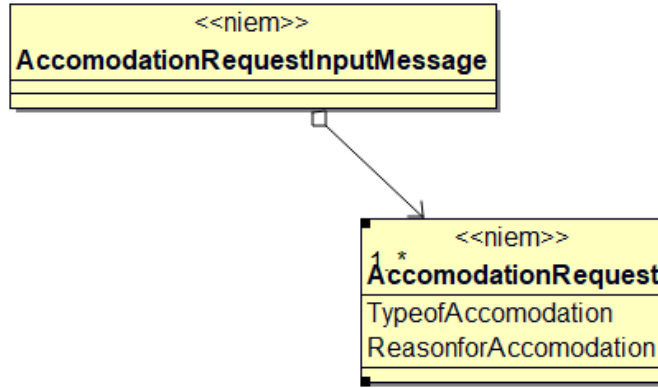 <<niem>>
AccomodationRequestInputMessage
<<niem>>
1..*
AccomodationRequest
TypeofAccomodation
ReasonforAccomodation